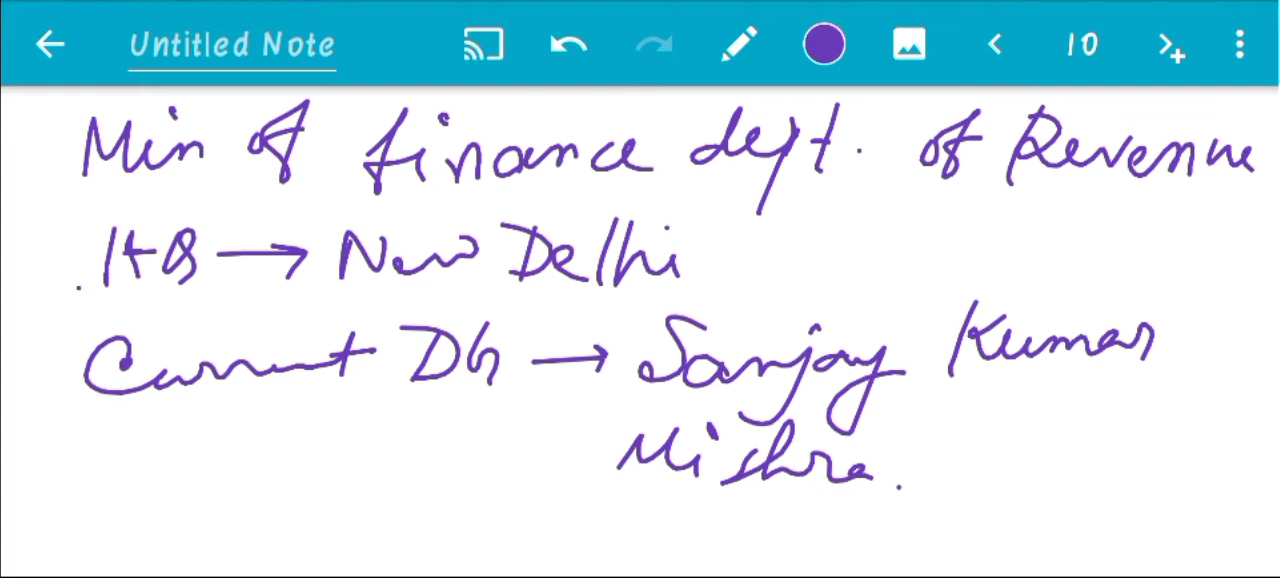 Untitled Note 10
Min of finance dept. of Revenue
. HQ → New Delhi
Current DG → Sanjay Kumar
Mishra.